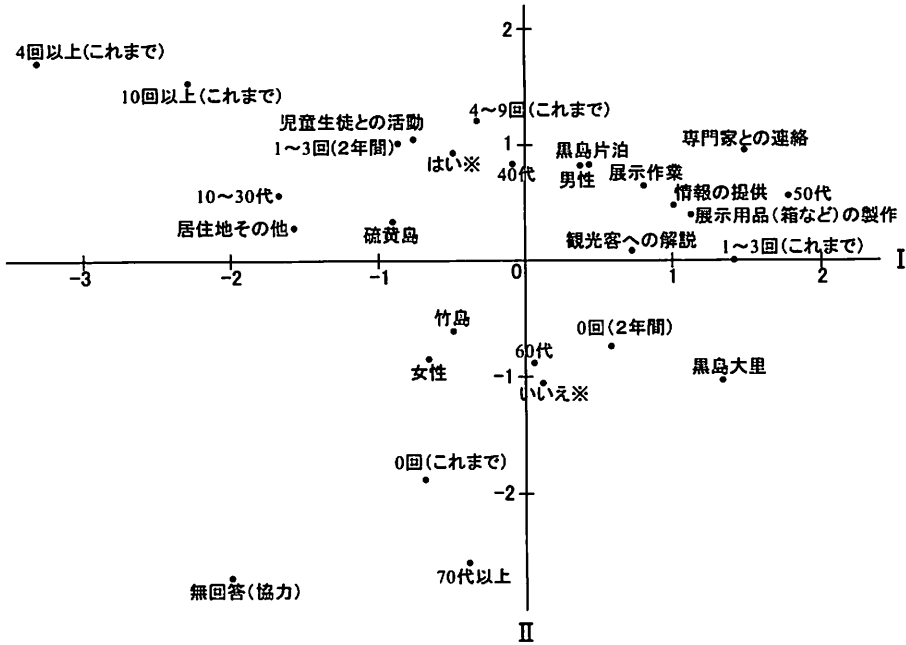 2
4回以上(これまで)
10回以上(これまで)
4～9回(これまで)
児童生徒との活動
1
専門家との連絡
1～3回(2年間)
はい※
40代
黒島片泊
男性
展示作業
10～30代
情報の提供
50代
展示用品(箱など)の製作
居住地その他
硫黄島
観光客への解説
1～3回(これまで)
I
-3
-2
-1
0
1
2
竹島
0回(2年間)
60代
女性
-1
黒島大里
いいえ※
0回(これまで)
-2
70代以上
無回答(協力)
II